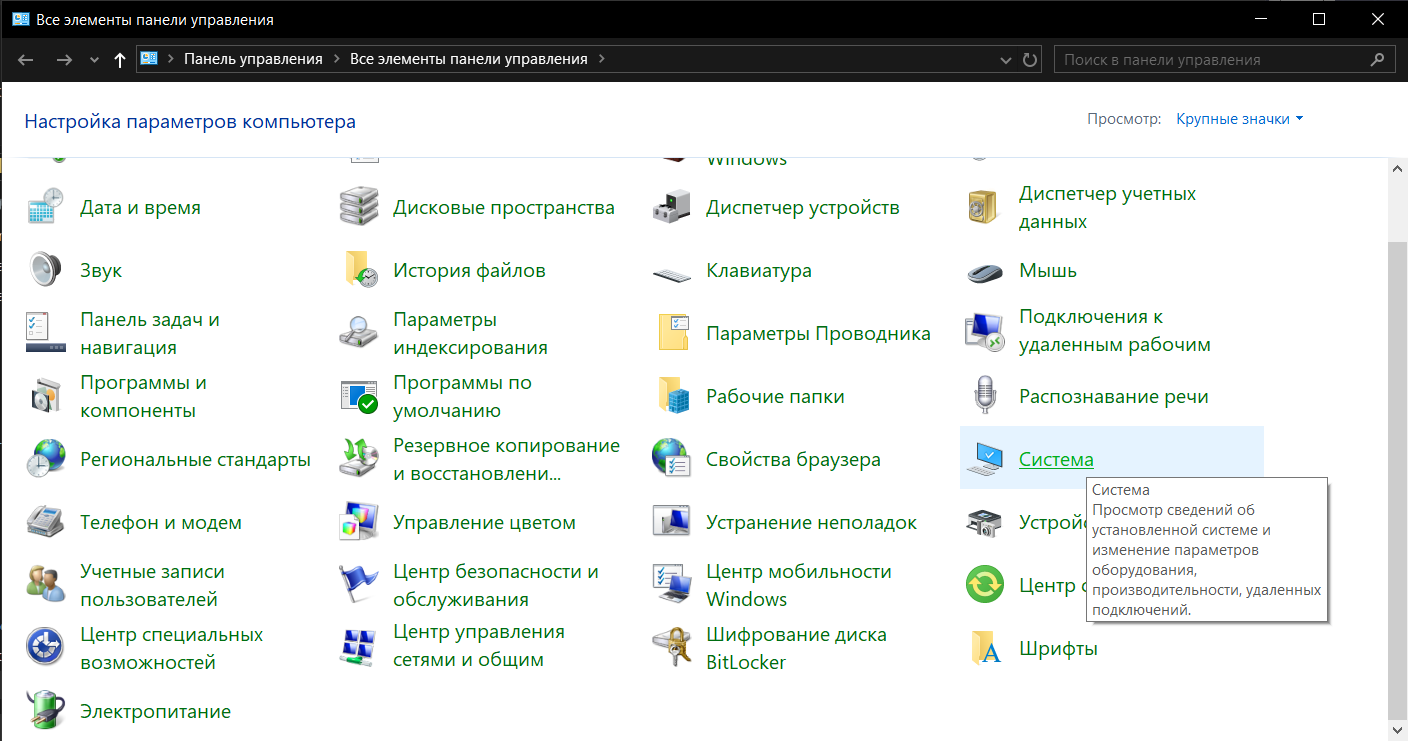 Все элементы панели управления
Панель управления
Все элементы панели управления
Поиск в панели управления
Настройка параметров компьютера
Просмотр:
Крупные значки
Windows
Дата и время
Дисковые пространства
Диспетчер устройств
Диспетчер учетных
данных
Звук
История файлов
Клавиатура
Мышь
Панель задач и
навигация
Параметры
индексирования
Параметры Проводника
Подключения к
удаленным рабочим
Программы и
компоненты
Программы по
умолчанию
Рабочие папки
Распознавание речи
Региональные стандарты
Резервное копирование
и восстановлени...
Свойства браузера
Система
Система
Просмотр сведений об
установленной системе и
изменение параметров
оборудования,
производительности, удаленных
подключений.
Телефон и модем
Управление цветом
Устранение неполадок
Учетные записи
пользователей
Центр безопасности и
обслуживания
Центр мобильности
Windows
Центр
Центр специальных
возможностей
Центр управления
сетями и общим
Шифрование диска
BitLocker
Шрифты
Электропитание